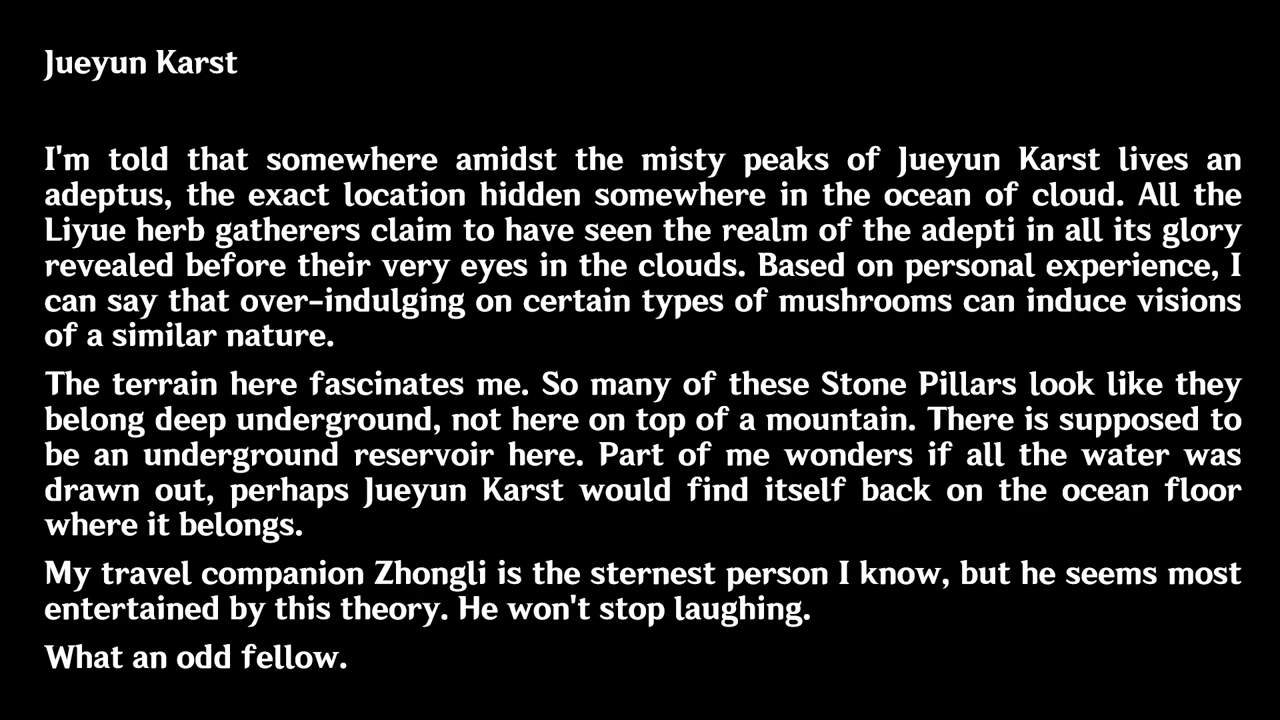 Jueyun Karst
I'm told that somewhere amidst the misty peaks of Jueyun Karst lives an
adeptus, the exact location hidden somewhere in the ocean of cloud. All the
Liyue herb gatherers claim to have seen the realm of the adepti in all its glory
revealed before their very eyes in the clouds. Based on personal experience, I
can say that over-indulging on certain types of mushrooms can induce visions
of a similar nature.
The terrain here fascinates me. So many of these Stone Pillars look like they
belong deep underground, not here on top of a mountain. There is supposed to
be an underground reservoir here. Part of me wonders if all the water was
drawn out, perhaps Jueyun Karst would find itself back on the ocean floor
where it belongs.
My travel companion Zhongli is the sternest person I know, but he seems most
entertained by this theory. He won't stop laughing.
What an odd fellow.